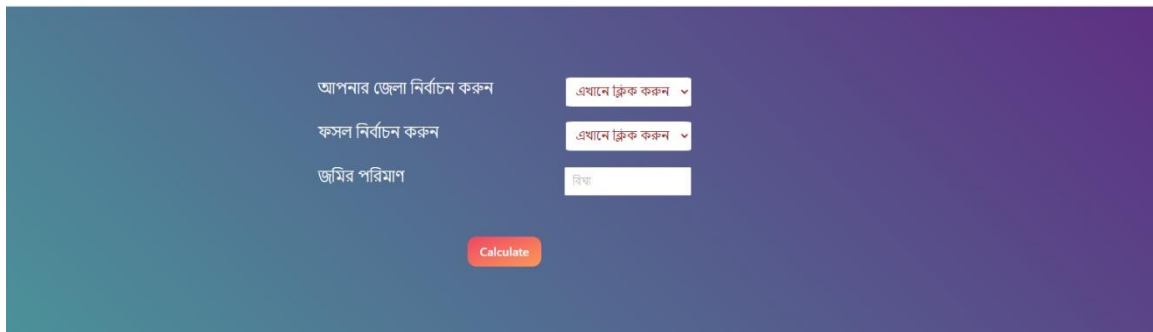 আপনার জেলা নির্বাচন করুন এখানে ক্লিক করুন
ফসল নির্বাচন করুন এখানে ক্লিক করুন
জমির পরিমাণ বিঘা
Calculate